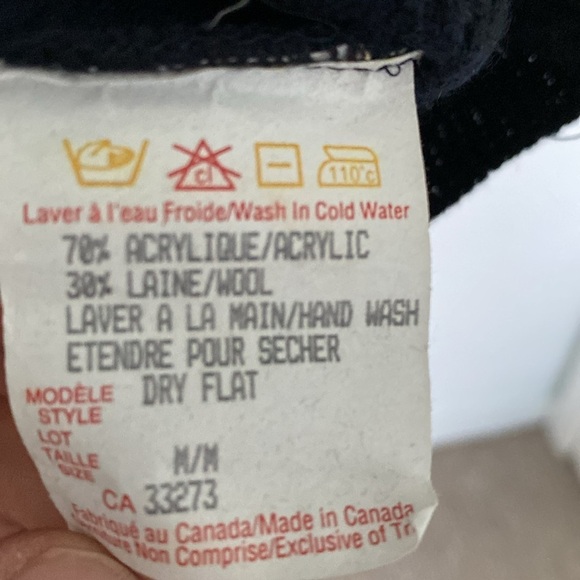 cl
110°c
Laver à l'eau Froide/Wash In Cold Water
70% ACRYLIQUE/ACRYLIC
30% LAINE/WOOL
LAVER A LA MAIN/HAND WASH
ETENDRE POUR SECHER
MODÈLE DRY FLAT
STYLE
LOT
TAILLE M/M
SIZE
CA 33273
Fabriqué au Canada/Made in Canada
Non Comprise/Exclusive of